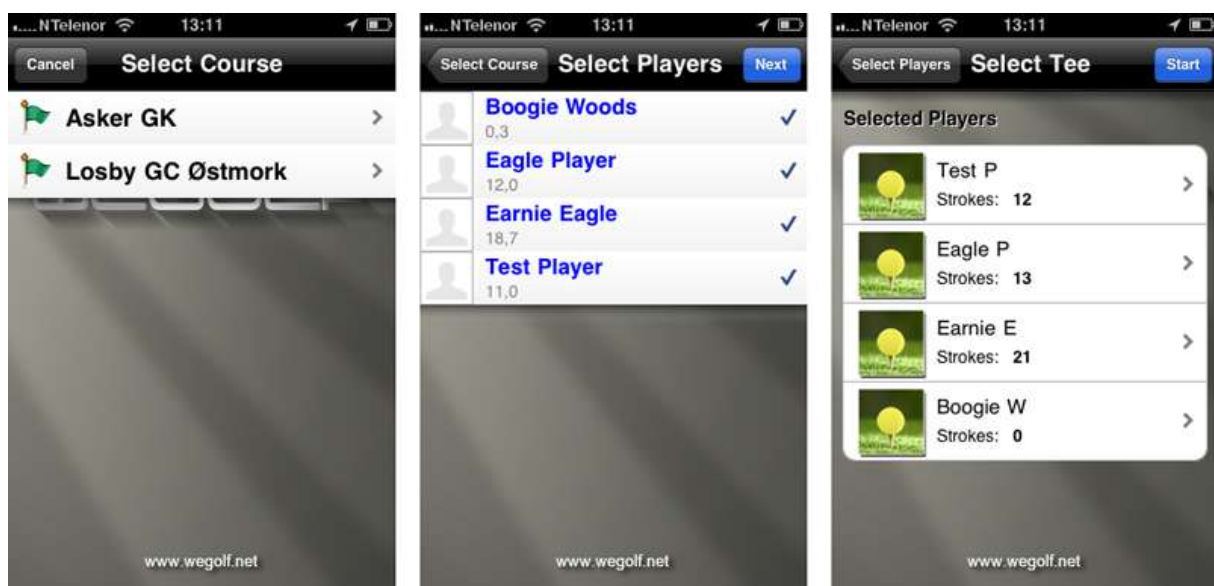 .....NTelenor 13:11
Cancel Select Course
Asker GK
Losby GC Østmork
www.wegolf.net
.....NTelenor 13:11
Select Course Select Players Next
Boogie Woods
0,3
Eagle Player
12,0
Earnie Eagle
18,7
Test Player
11,0
www.wegolf.net
.....NTelenor 13:11
Select Players Select Tee Start
Selected Players
Test P
Strokes: 12
Eagle P
Strokes: 13
Earnie E
Strokes: 21
Boogie W
Strokes: 0
www.wegolf.net